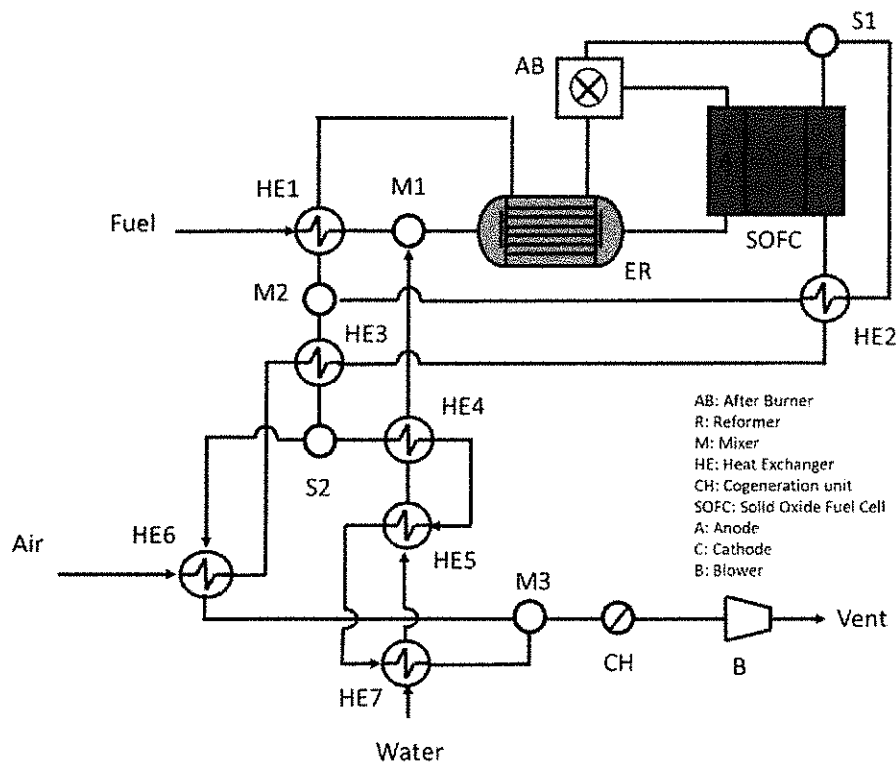 S1
AB
HE1
M1
Fuel
SOFC
ER
M2
HE2
HE3
AB: After Burner
R: Reformer
M: Mixer
HE: Heat Exchanger
CH: Cogeneration unit
SOFC: Solid Oxide Fuel Cell
A: Anode
C: Cathode
B: Blower
HE4
S2
HE6
Air
HE5
M3
Vent
CH
B
HE7
Water